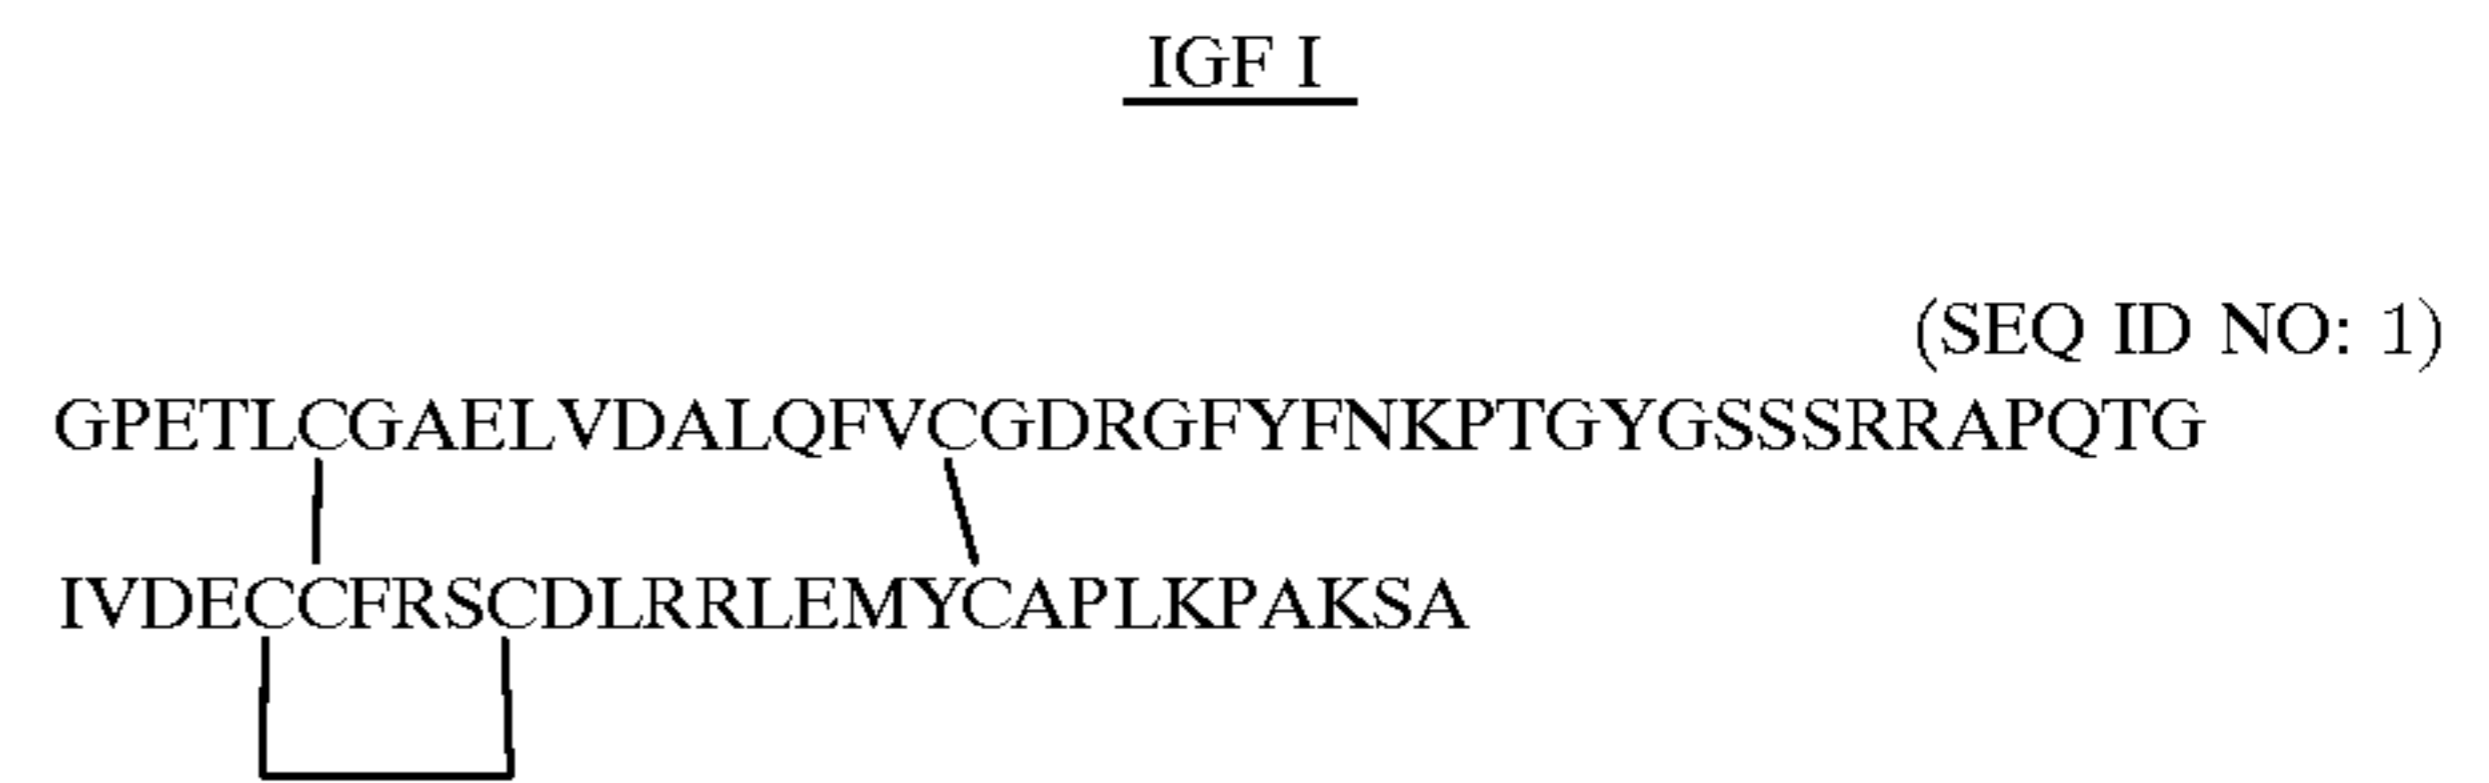 IGF I
(SEQ ID NO: 1)
GPETLCGAELVDALQFVCGDRGFYFNKPTGYGSSSRRAPQTG
IVDECCFRSCDLRRLEMYCAPLKPAKSA